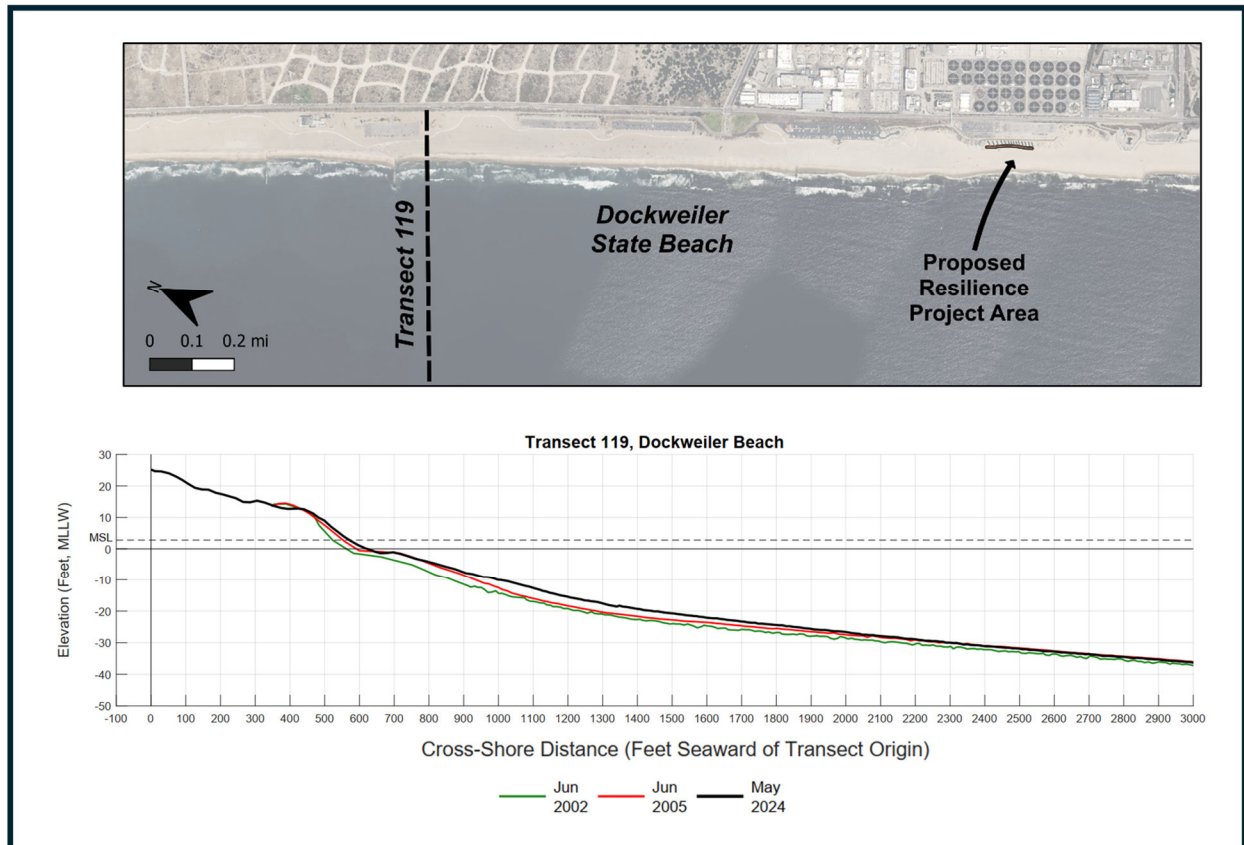 Transect 119
Dockweiler
State Beach
Proposed
Resilience
Project Area
N
0 0.1 0.2 mi
Transect 119, Dockweiler Beach
Elevation (Feet, MLLW)
30
20
10
MSL
0
-10
-20
-30
-40
-50
-100 0 100 200 300 400 500 600 700 800 900 1000 1100 1200 1300 1400 1500 1600 1700 1800 1900 2000 2100 2200 2300 2400 2500 2600 2700 2800 2900 3000
Cross-Shore Distance (Feet Seaward of Transect Origin)
Jun 2002
Jun 2005
May 2024